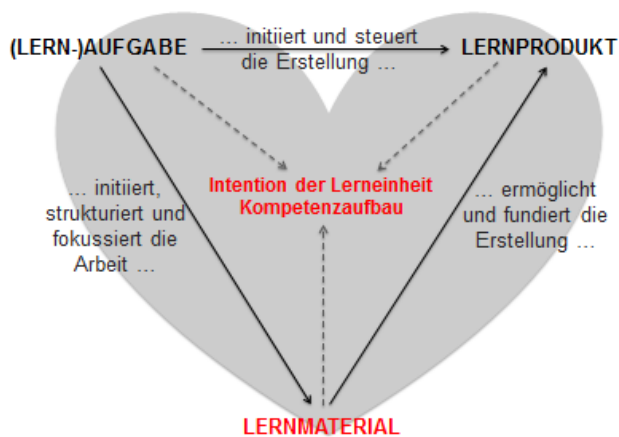 (LERN-)AUFGABE
... initiiert und steuert
die Erstellung ...
LERNPRODUKT
... initiiert,
strukturiert und
fokussiert die
Arbeit ...
Intention der Lerneinheit
Kompetenzaufbau
... ermöglicht
und fundiert die
Erstellung ...
LERNMATERIAL